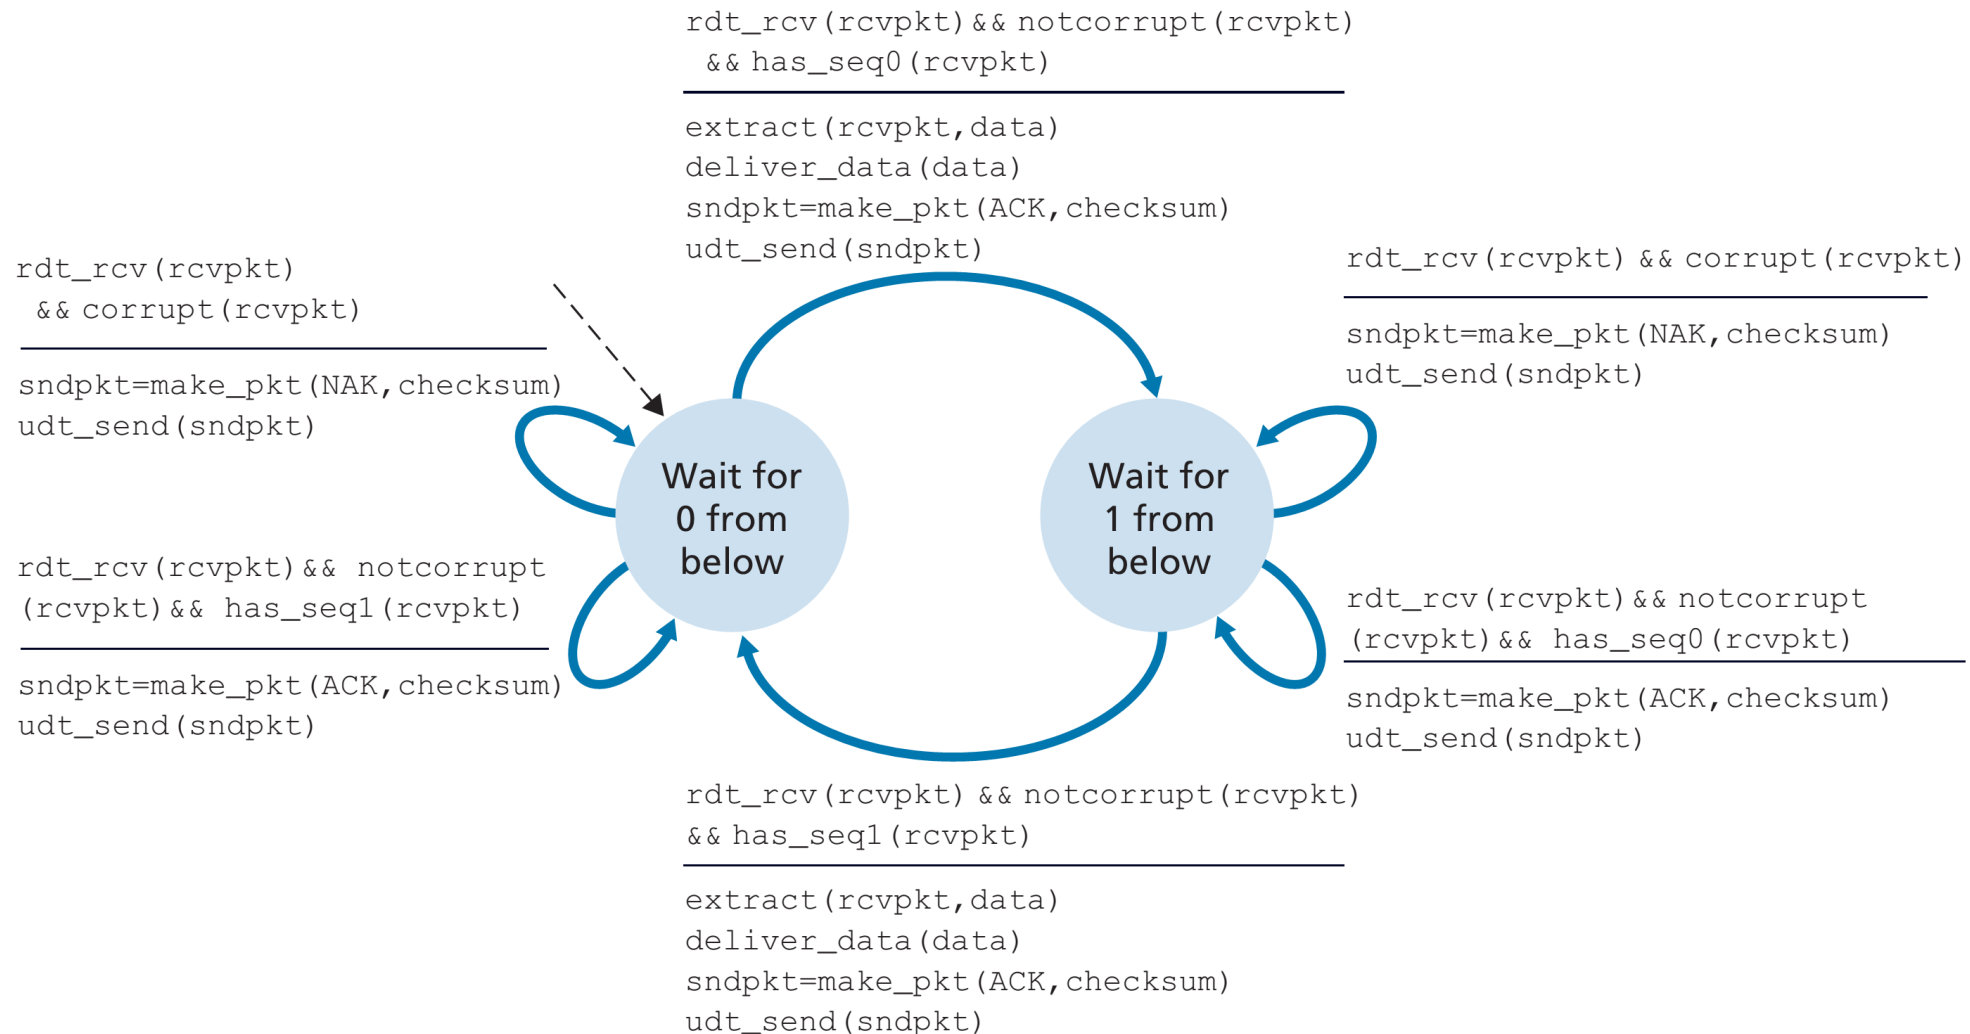 rdt_rcv(rcvpkt)&& notcorrupt(rcvpkt)
&& has_seq0(rcvpkt)
extract(rcvpkt,data)
deliver_data(data)
sndpkt=make_pkt(ACK,checksum)
udt_send(sndpkt)
rdt_rcv(rcvpkt)
&& corrupt(rcvpkt)
sndpkt=make_pkt(NAK,checksum)
udt_send(sndpkt)
rdt_rcv(rcvpkt) && corrupt(rcvpkt)
sndpkt=make_pkt(NAK,checksum)
udt_send(sndpkt)
Wait for
0 from
below
Wait for
1 from
below
rdt_rcv(rcvpkt)&& notcorrupt
(rcvpkt)&& has_seq1(rcvpkt)
sndpkt=make_pkt(ACK,checksum)
udt_send(sndpkt)
rdt_rcv(rcvpkt)&& notcorrupt
(rcvpkt)&& has_seq0(rcvpkt)
sndpkt=make_pkt(ACK,checksum)
udt_send(sndpkt)
rdt_rcv(rcvpkt) && notcorrupt(rcvpkt)
&& has_seq1(rcvpkt)
extract(rcvpkt,data)
deliver_data(data)
sndpkt=make_pkt(ACK,checksum)
udt_send(sndpkt)